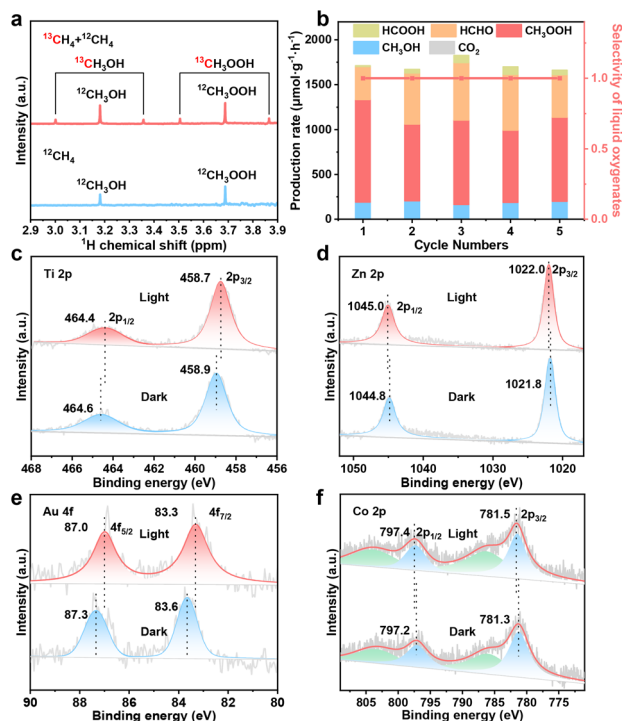 a
¹³CH₄+¹²CH₄
¹³CH₃OH
¹³CH₃OOH
¹²CH₃OH
¹²CH₃OOH
¹²CH₄
¹²CH₃OH
¹²CH₃OOH
Intensity (a.u.)
2.9 3.0 3.1 3.2 3.3 3.4 3.5 3.6 3.7 3.8 3.9
¹H chemical shift (ppm)
b
HCOOH HCHO CH₃OOH
CH₃OH CO₂
Production rate (μmol·g⁻¹·h⁻¹)
2000
1500
1000
500
0
1.0
0.5
0.0
Selectivity of liquid oxygenates
1 2 3 4 5
Cycle Numbers
c
Ti 2p
458.7 2p₃/₂
Light
464.4 2p₁/₂
458.9
Dark
464.6
Intensity (a.u.)
468 466 464 462 460 458 456
Binding energy (eV)
d
Zn 2p
1022.0 2p₃/₂
Light
1045.0 2p₁/₂
Dark
1021.8
1044.8
Intensity (a.u.)
1050 1040 1030 1020
Binding energy (eV)
e
Au 4f
87.0 4f₅/₂
Light
83.3 4f₇/₂
87.3
83.6
Dark
Intensity (a.u.)
90 88 86 84 82 80
Binding energy (eV)
f
Co 2p
781.5 2p₃/₂
Light
797.4 2p₁/₂
Dark
781.3
797.2
Intensity (a.u.)
805 800 795 790 785 780 775
Binding energy (eV)